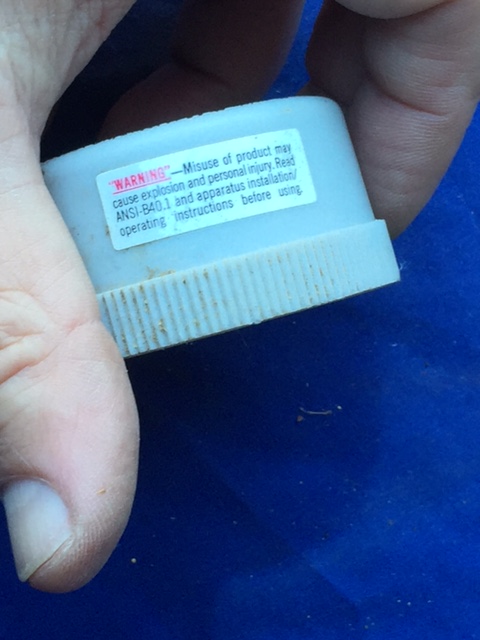 "WARNING"—Misuse of product may
cause explosion and personal injury. Read
ANSI-B40.1 and apparatus installation/
operating instructions before using.